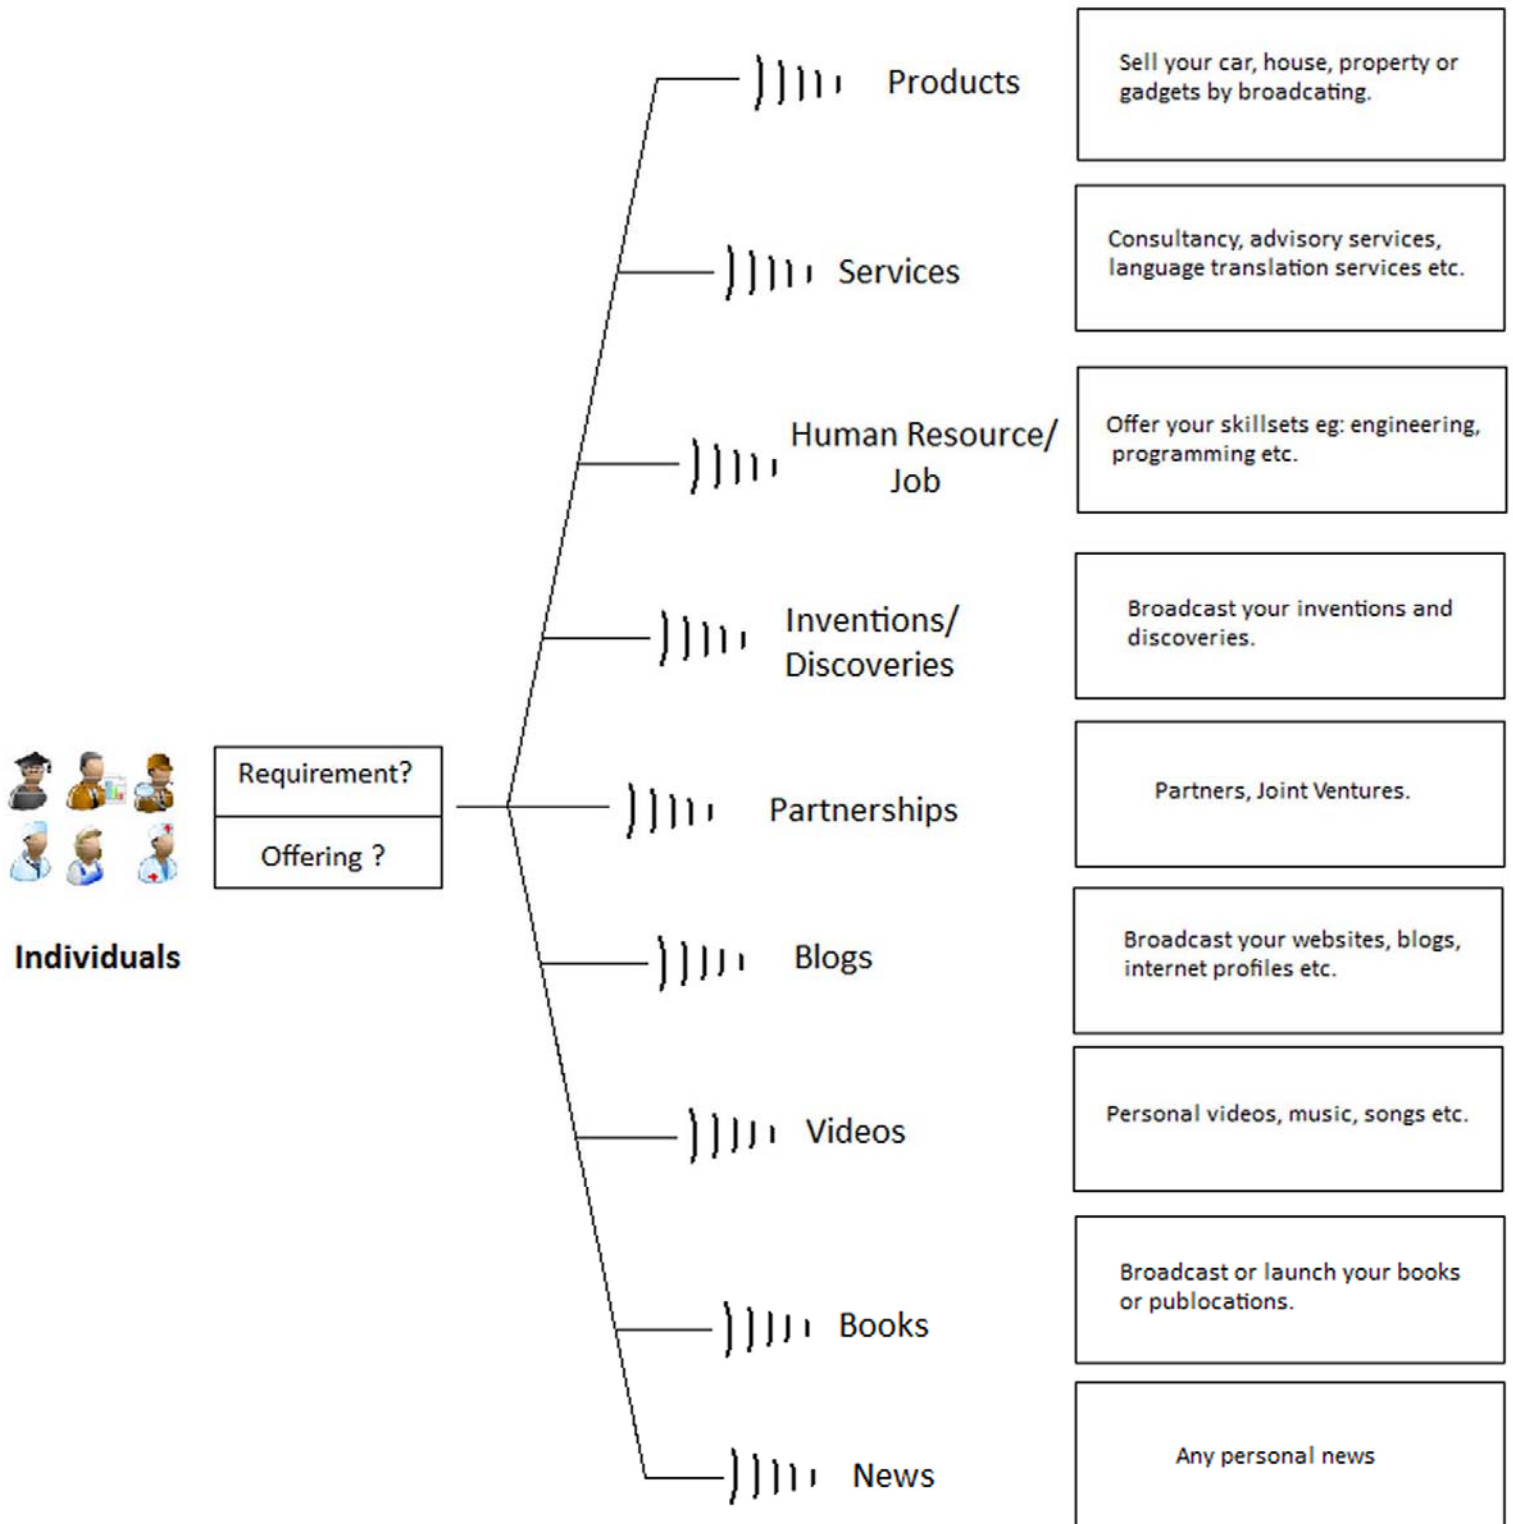 Products
Sell your car, house, property or
gadgets by broadcating.
Services
Consultancy, advisory services,
language translation services etc.
Human Resource/
Job
Offer your skillsets eg: engineering,
programming etc.
Inventions/
Discoveries
Broadcast your inventions and
discoveries.
Requirement?
Offering ?
Individuals
Partnerships
Partners, Joint Ventures.
Blogs
Broadcast your websites, blogs,
internet profiles etc.
Videos
Personal videos, music, songs etc.
Books
Broadcast or launch your books
or publocations.
News
Any personal news